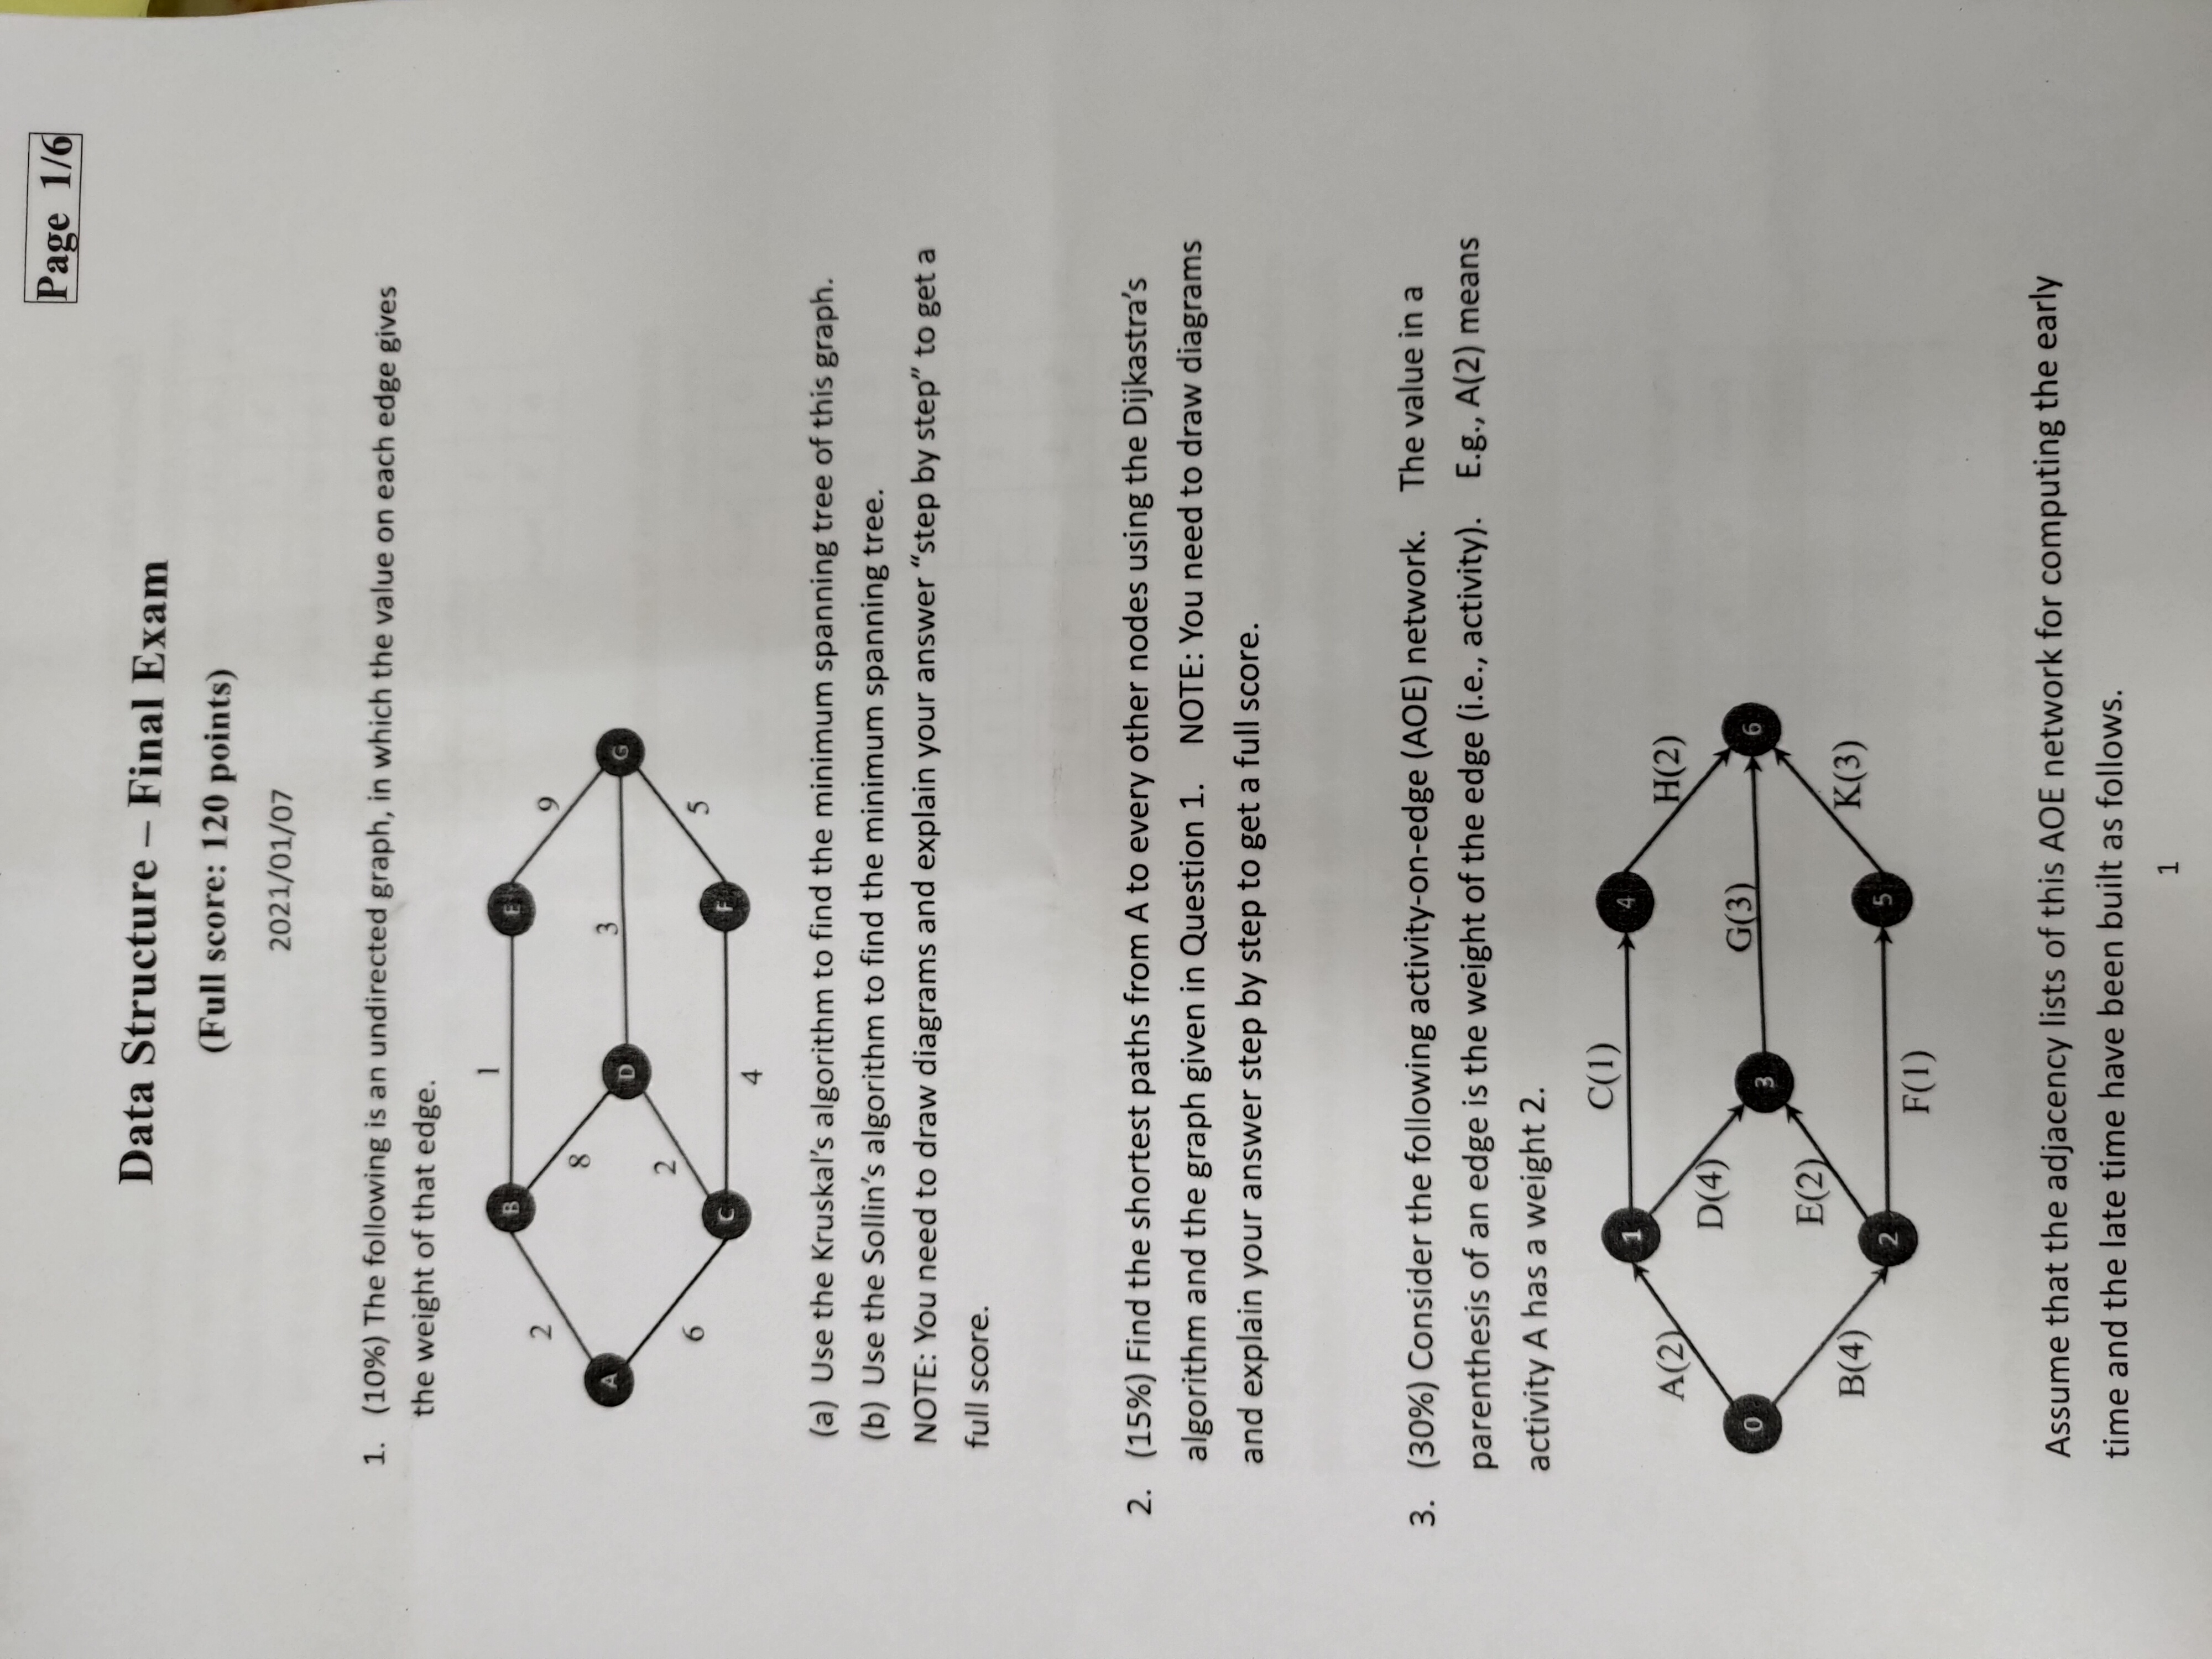 Page 1/6
Data Structure – Final Exam
(Full score: 120 points)
2021/01/07
1. (10%) The following is an undirected graph, in which the value on each edge gives
the weight of that edge.
1
B
E
2
9
8
A
3
D
G
2
6
5
C
F
4
(a) Use the Kruskal’s algorithm to find the minimum spanning tree of this graph.
(b) Use the Sollin’s algorithm to find the minimum spanning tree.
NOTE: You need to draw diagrams and explain your answer “step by step” to get a
full score.
2. (15%) Find the shortest paths from A to every other nodes using the Dijkastra’s
algorithm and the graph given in Question 1. NOTE: You need to draw diagrams
and explain your answer step by step to get a full score.
3. (30%) Consider the following activity-on-edge (AOE) network. The value in a
parenthesis of an edge is the weight of the edge (i.e., activity). E.g., A(2) means
activity A has a weight 2.
C(1)
1
4
A(2)
H(2)
D(4)
G(3)
0
3
6
E(2)
B(4)
K(3)
2
5
F(1)
Assume that the adjacency lists of this AOE network for computing the early
time and the late time have been built as follows.
1